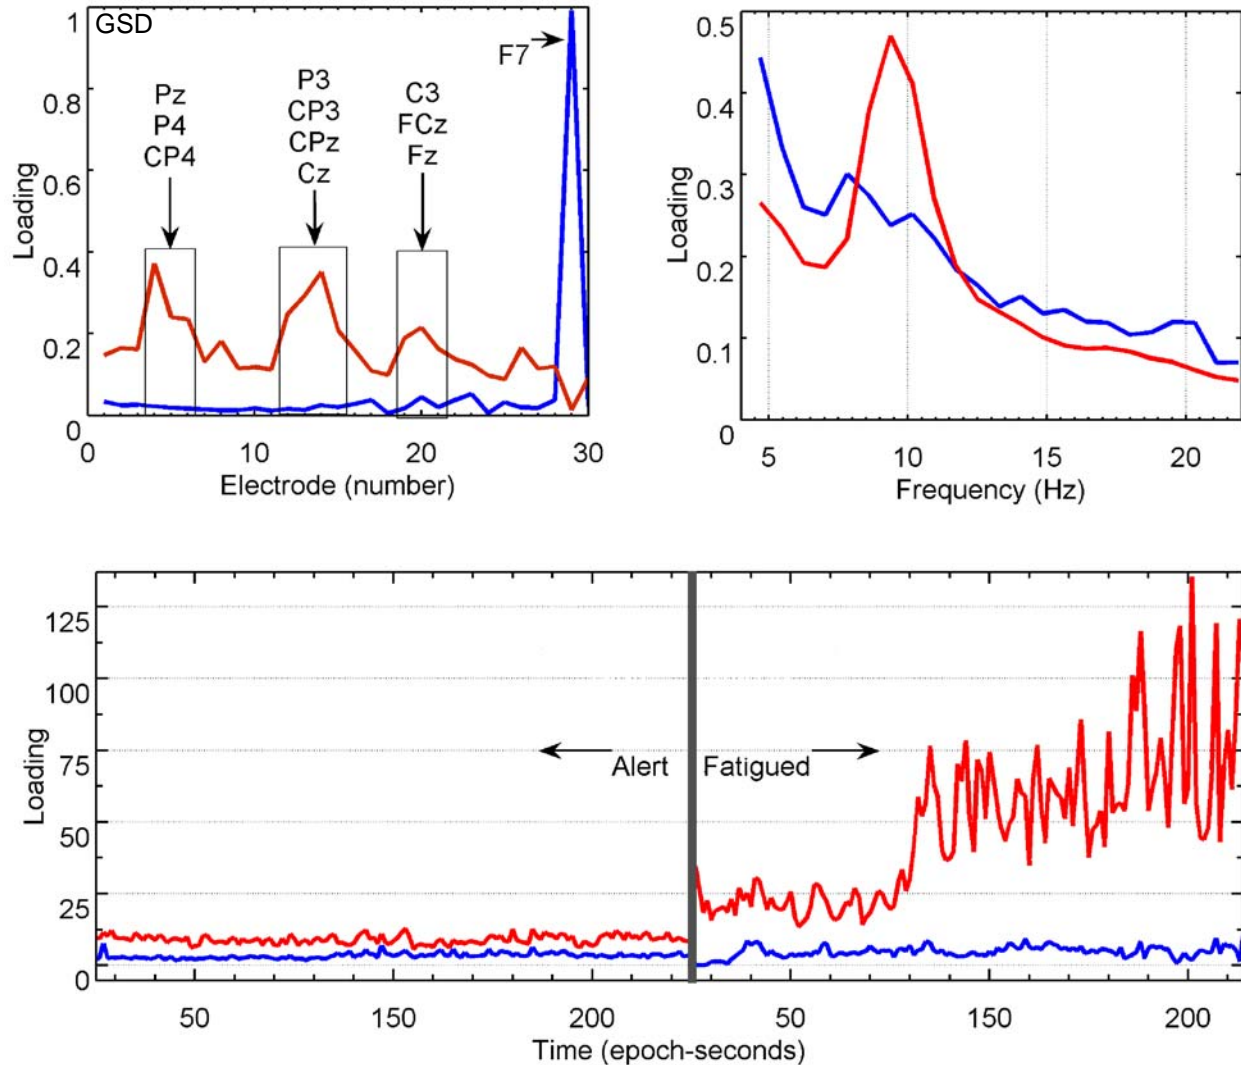 GSD
1
0.8
0.6
0.4
0.2
0
Loading
F7
Pz
P4
CP4
P3
CP3
CPz
Cz
C3
FCz
Fz
0 10 20 30
Electrode (number)
0.5
0.4
0.3
0.2
0.1
0
Loading
5 10 15 20
Frequency (Hz)
125
100
75
50
25
0
Loading
Alert Fatigued
50 150 200 50 150 200
Time (epoch-seconds)